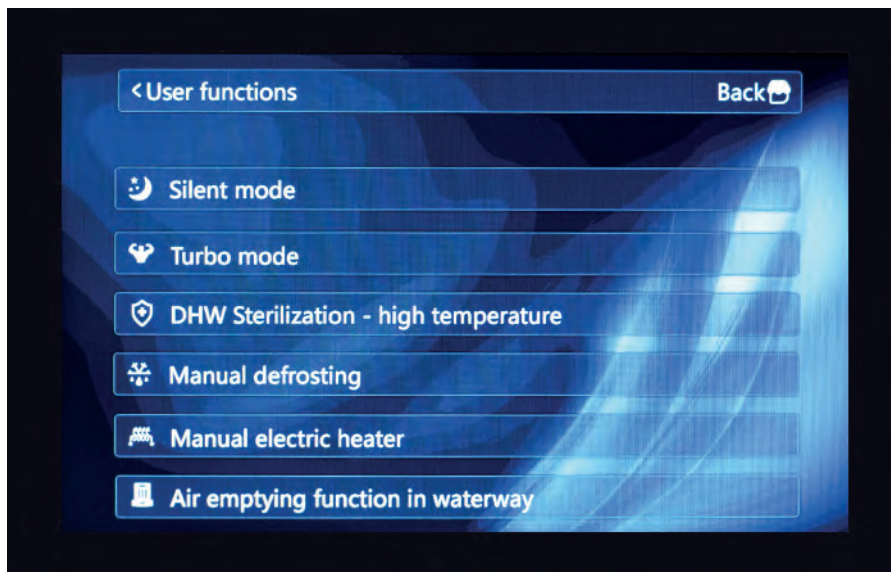 <User functions
Back
Silent mode
Turbo mode
DHW Sterilization - high temperature
Manual defrosting
Manual electric heater
Air emptying function in waterway